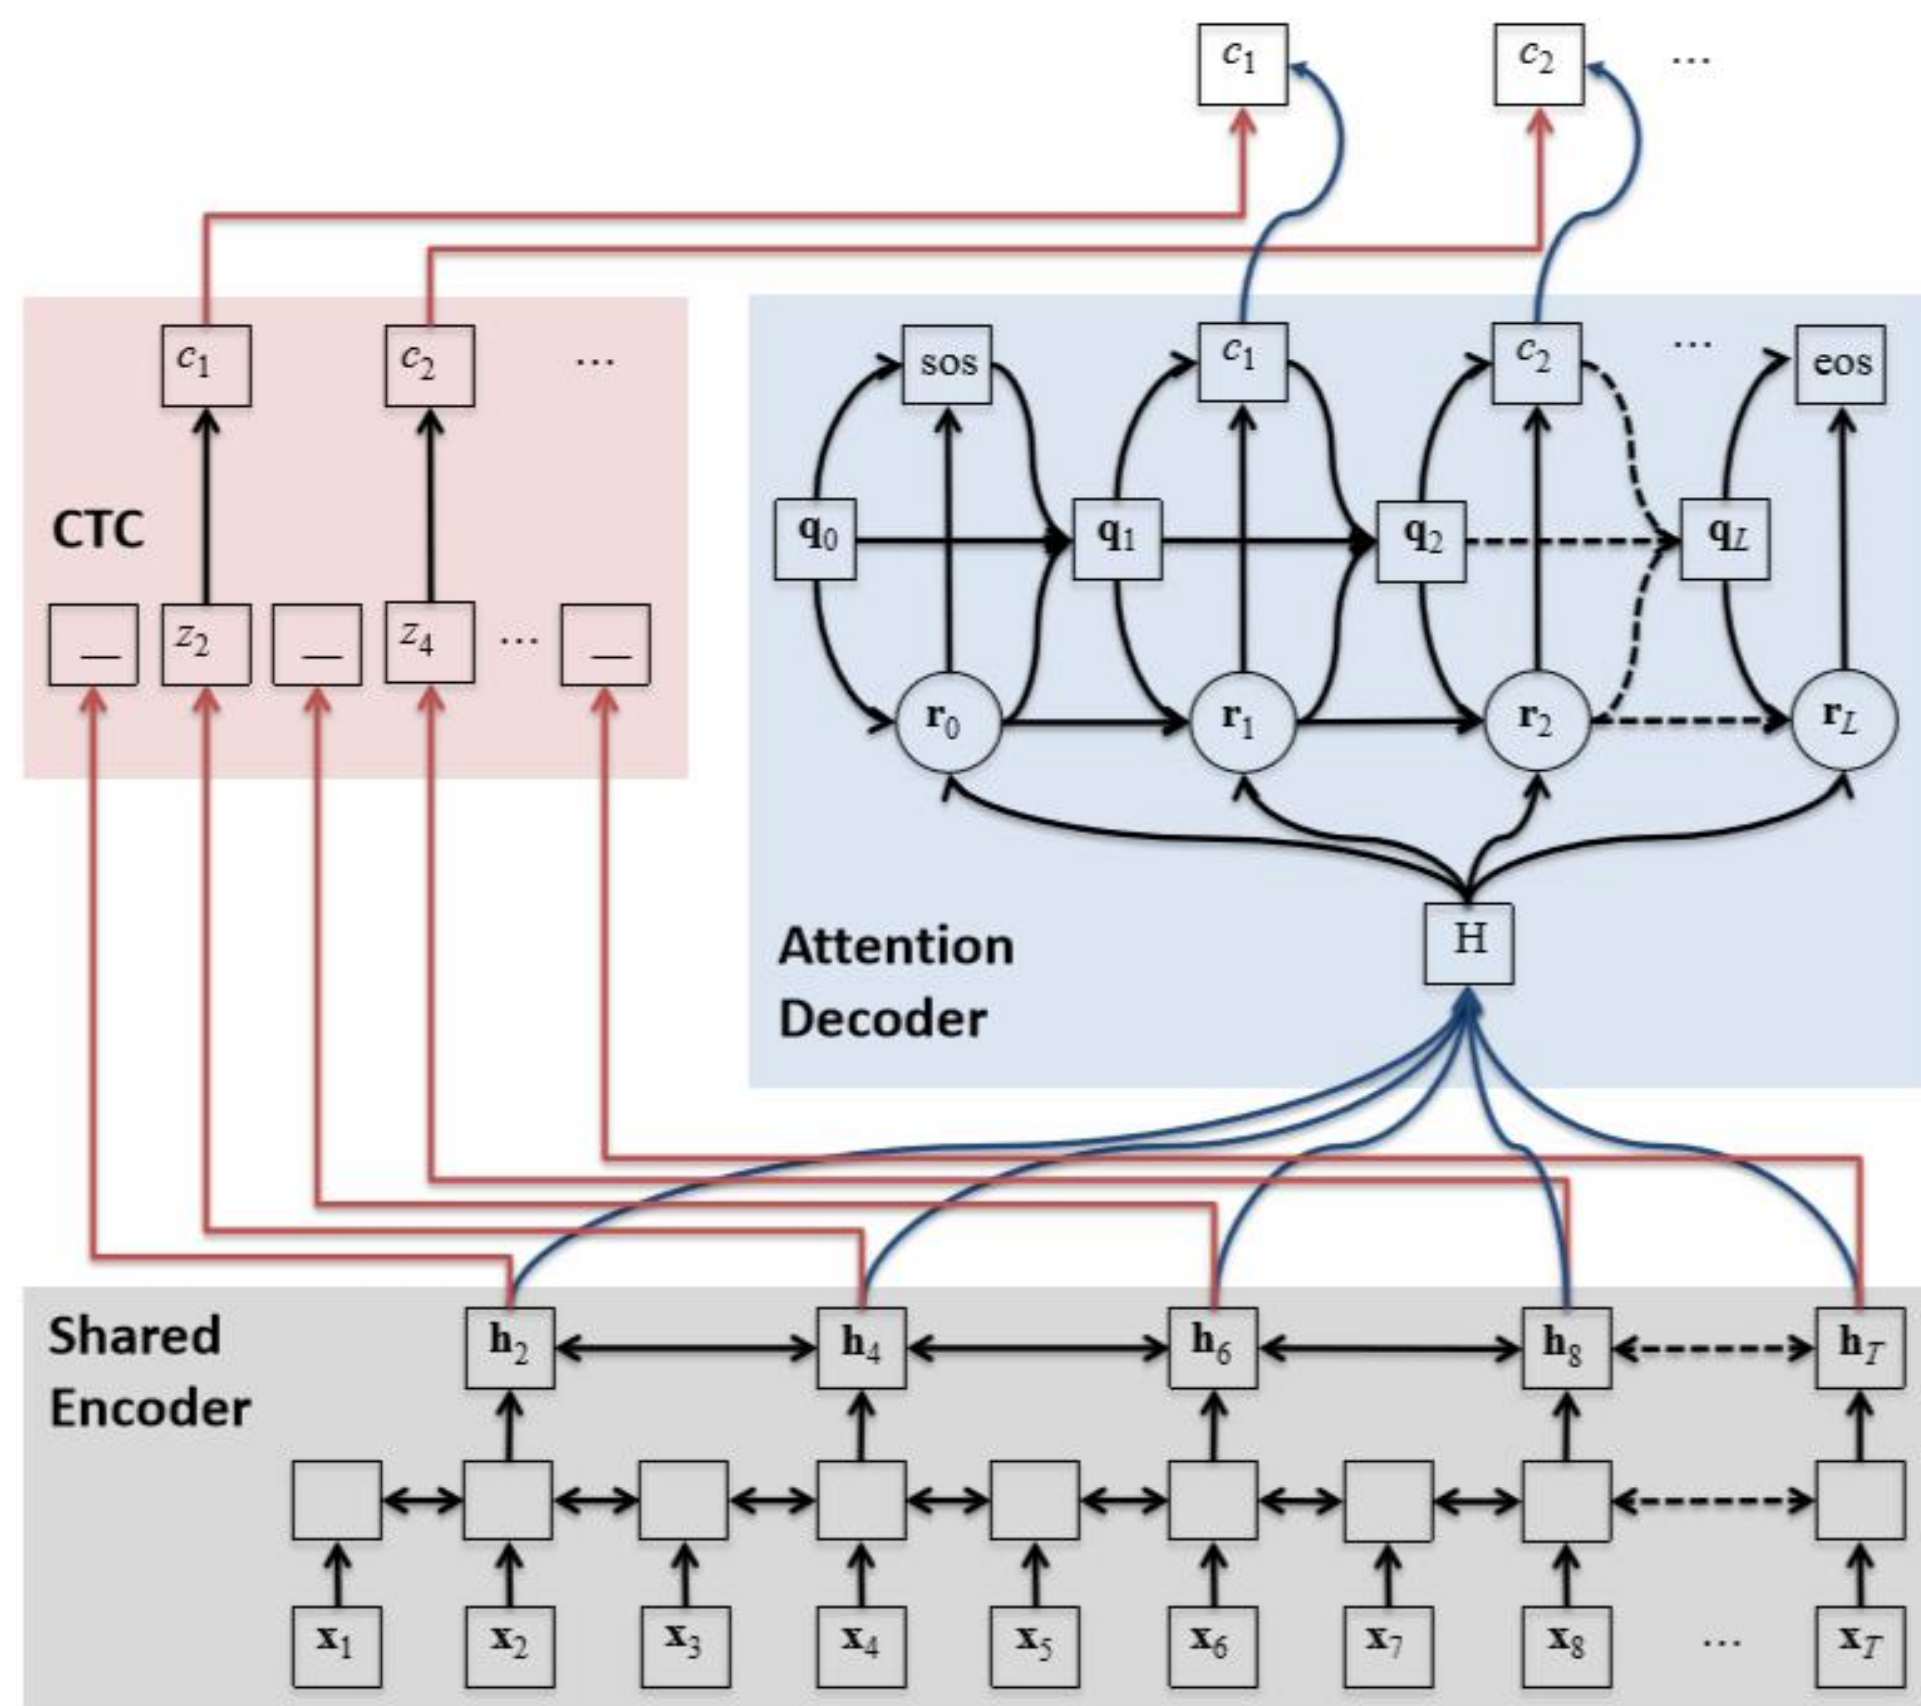 c1 c2 ...
c1 c2 ...
sos c1 c2 ... eos
CTC
q0 q1 q2 qL
_ z2 _ z4 ... _
r0 r1 r2 rL
H
Attention
Decoder
Shared
Encoder
h2 h4 h6 h8 hT
x1 x2 x3 x4 x5 x6 x7 x8 ... xT